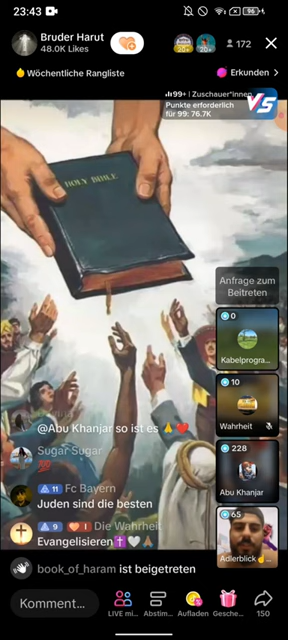 23:43
96
Bruder Harut
48.0K Likes
20+
20+
172
Wöchentliche Rangliste
Erkunden >
99+ | Zuschauer*innen
Punkte erforderlich
für 99: 76.7K
VS
HOLY BIBLE
Anfrage zum
Beitreten
0
Kabelprogra...
10
Wahrheit
228
Abu Khanjar
65
Adlerblick
@Abu Khanjar so ist es 🙏❤️
Sugar Sugar
💯
11 Fc Bayern
Juden sind die besten
9 I Die Wahrheit
Evangelisieren✝️🤍🙏
book_of_haram ist beigetreten
Komment...
LIVE mi...
Abstim...
Aufladen
Gesche...
150